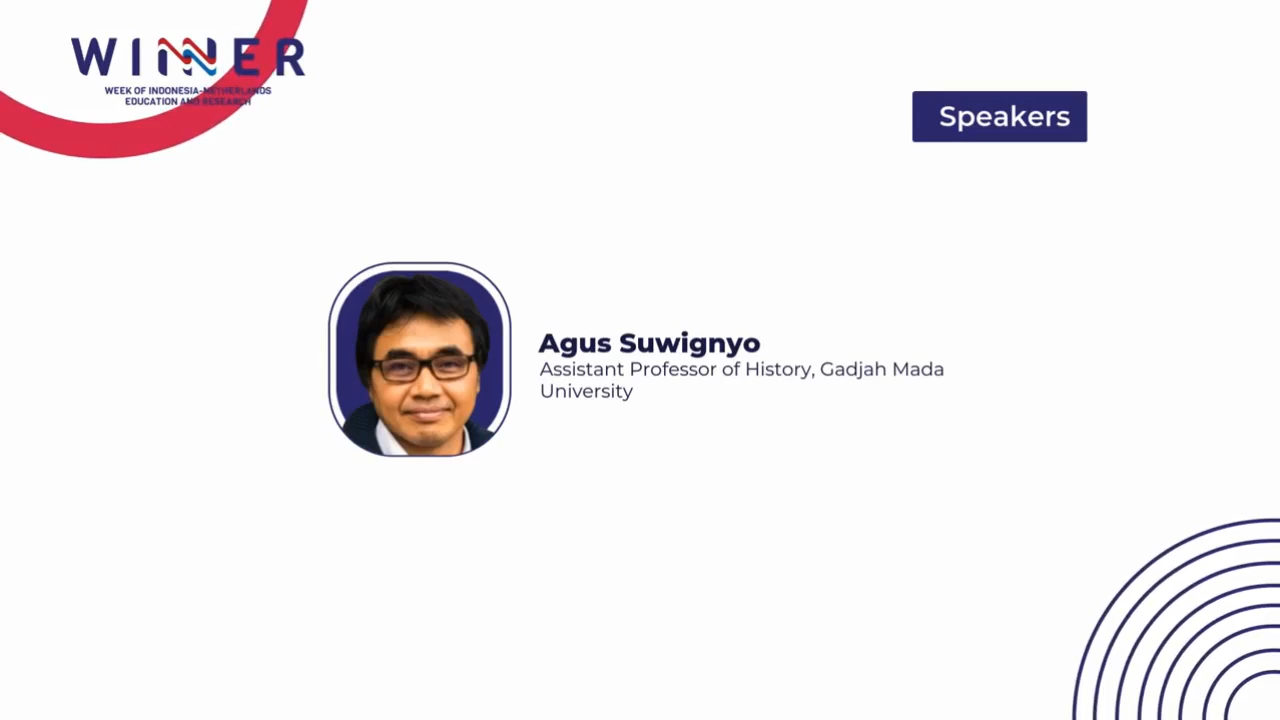 WINNER
WEEK OF INDONESIA-NETHERLANDS
EDUCATION AND RESEARCH
Speakers
Agus Suwignyo
Assistant Professor of History, Gadjah Mada
University